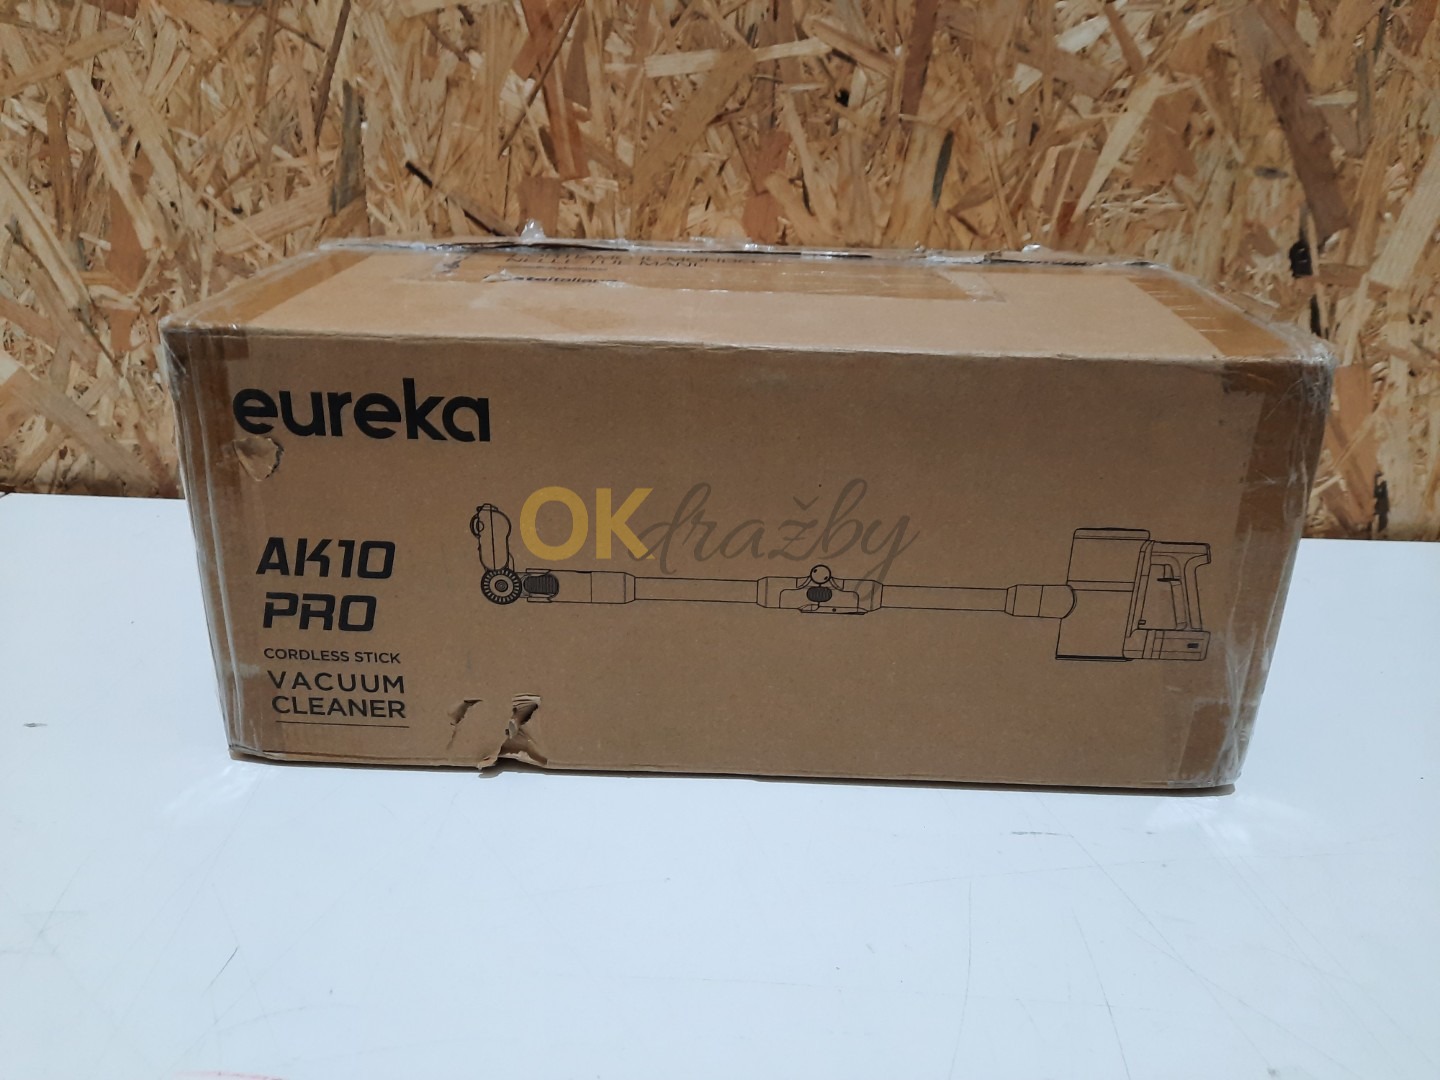 eureka
OKdražby
AK10
PRO
CORDLESS STICK
VACUUM
CLEANER